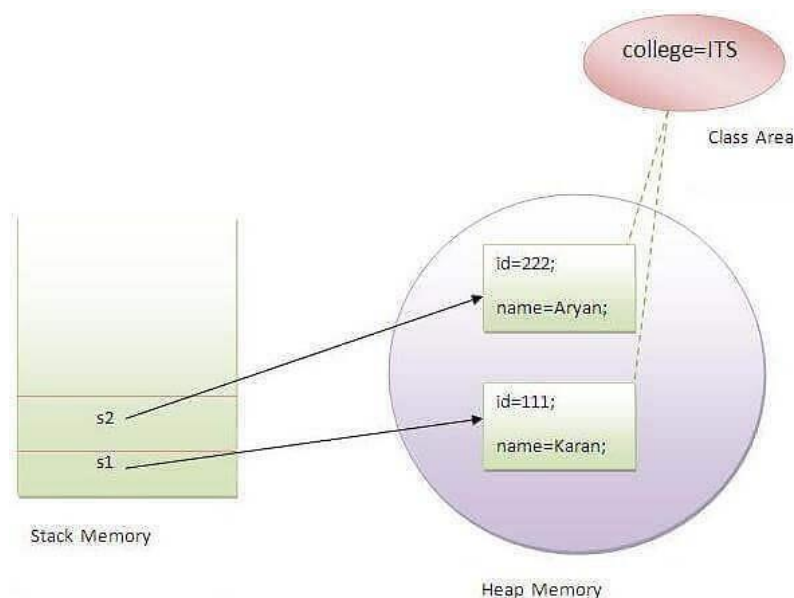 college=ITS
Class Area
id=222;
name=Aryan;
s2
id=111;
name=Karan;
s1
Stack Memory
Heap Memory